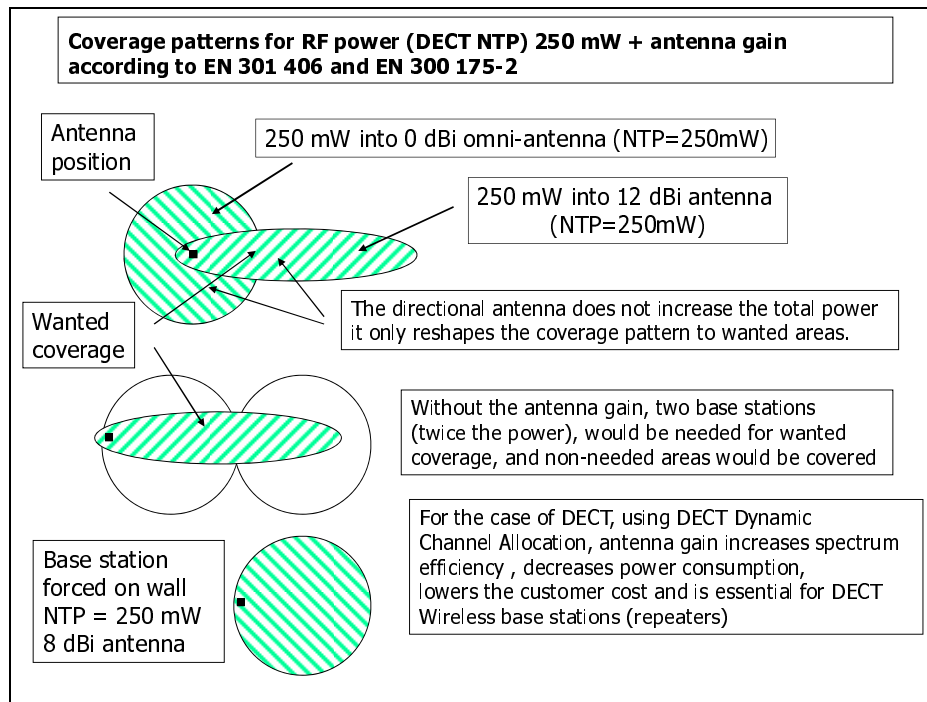 Coverage patterns for RF power (DECT NTP) 250 mW + antenna gain
according to EN 301 406 and EN 300 175-2
Antenna
position
250 mW into 0 dBi omni-antenna (NTP=250mW)
250 mW into 12 dBi antenna
(NTP=250mW)
The directional antenna does not increase the total power
it only reshapes the coverage pattern to wanted areas.
Wanted
coverage
Without the antenna gain, two base stations
(twice the power), would be needed for wanted
coverage, and non-needed areas would be covered
For the case of DECT, using DECT Dynamic
Channel Allocation, antenna gain increases spectrum
efficiency , decreases power consumption,
lowers the customer cost and is essential for DECT
Wireless base stations (repeaters)
Base station
forced on wall
NTP = 250 mW
8 dBi antenna